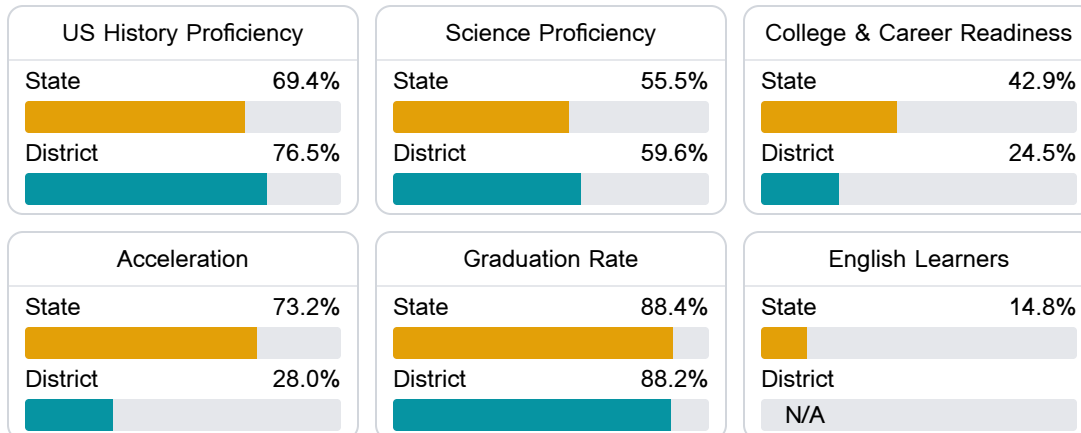 US History Proficiency
State 69.4%
District 76.5%
Science Proficiency
State 55.5%
District 59.6%
College & Career Readiness
State 42.9%
District 24.5%
Acceleration
State 73.2%
District 28.0%
Graduation Rate
State 88.4%
District 88.2%
English Learners
State 14.8%
District
N/A